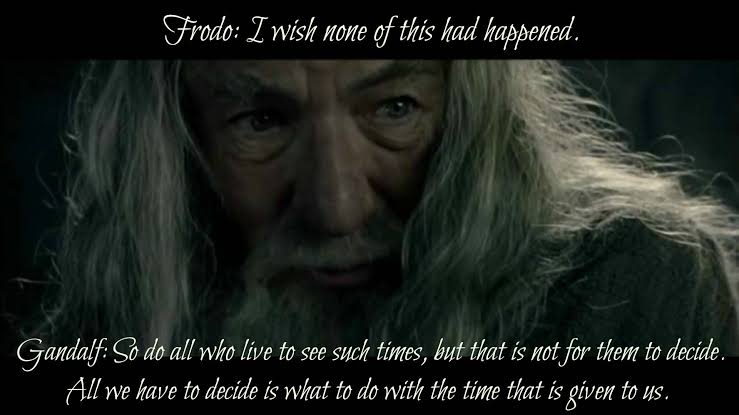 Frodo: I wish none of this had happened.
Gandalf: So do all who live to see such times, but that is not for them to decide.
All we have to decide is what to do with the time that is given to us.